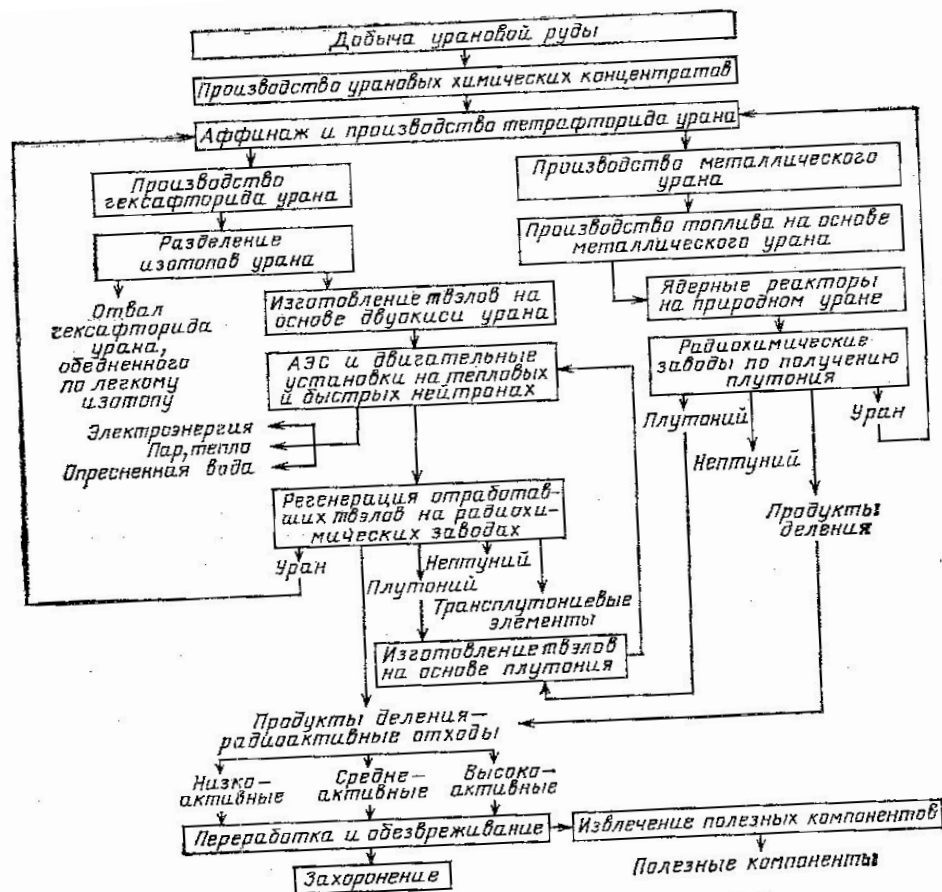 Добыча урановой руды
Производство урановых химических концентратов
Аффинаж и производство тетрафторида урана
Производство
гексафторида урана
Разделение
изотопов урана
Отвал
гексафторида
урана,
обедненного
по легкому
изотопу
Изготовление твэлов на
основе двуокиси урана
АЭС и двигательные
установки на тепловых
и быстрых нейтронах
Электроэнергия
Пар, тепло
Опресненная вода
Производство металлического
урана
Производство топлива на основе
металлического урана
Ядерные реакторы
на природном уране
Радиохимические
заводы по получению
плутония
Плутоний
Уран
Нептуний
Продукты
деления
Регенерация отработав-
ших твэлов на радиохи-
мических заводах
Уран
Нептуний
Плутоний
Трансплутониевые
элементы
Изготовление твэлов
на основе плутония
Продукты деления—
радиоактивные отходы
Низко-
активные
Средне-
активные
Высоко-
активные
Переработка и обезвреживание
Извлечение полезных компонентов
Захоронение
Полезные компоненты